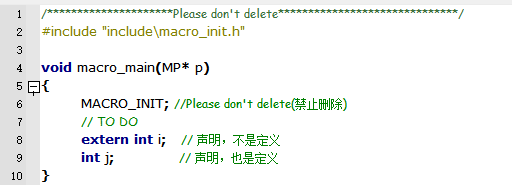 1 /*********************Please don't delete******************************/
2 #include "include\macro_init.h"
3
4 void macro_main(MP* p)
5 {
6 MACRO_INIT; //Please don't delete(禁止删除)
7 // TO DO
8 extern int i; // 声明，不是定义
9 int j; // 声明，也是定义
10 }